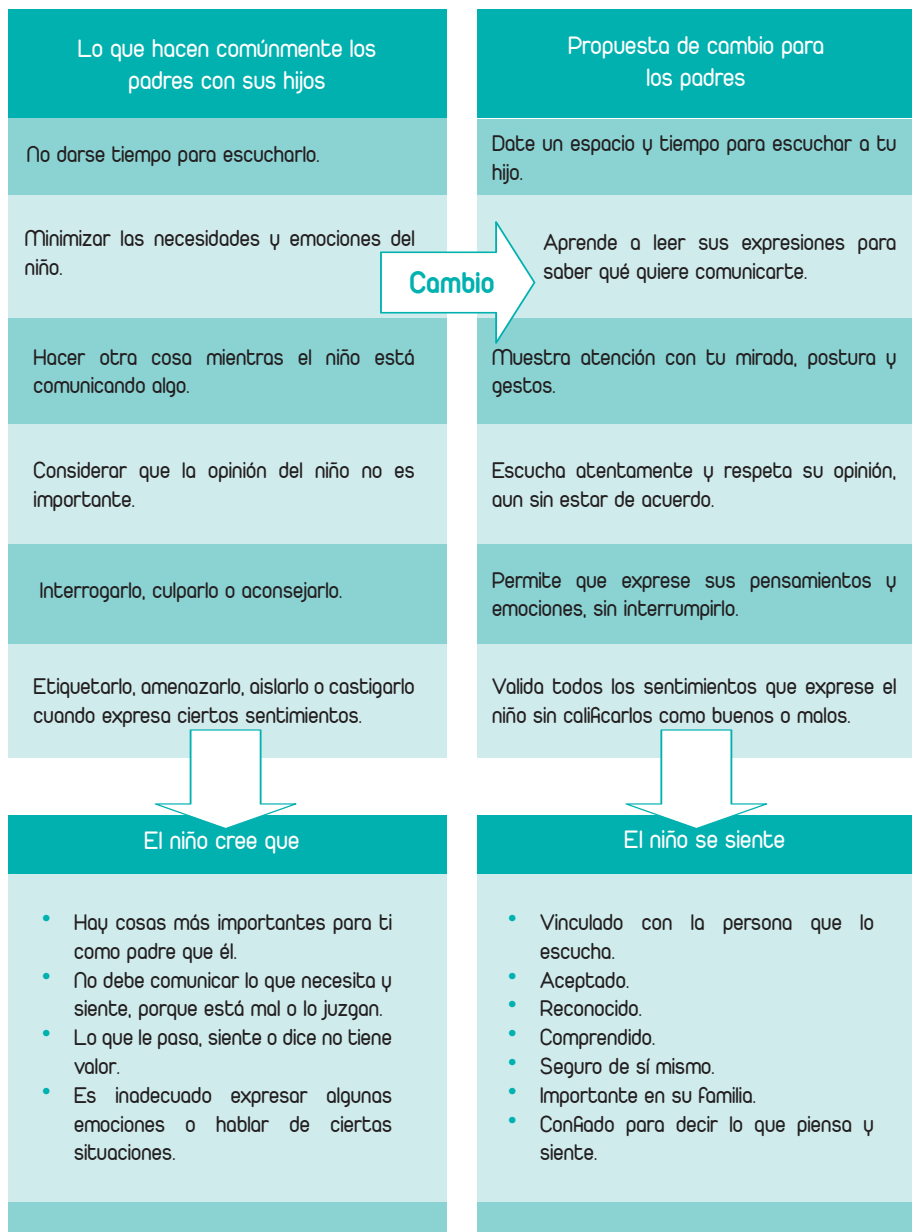 Lo que hacen comúnmente los
padres con sus hijos
No darse tiempo para escucharlo.
Minimizar las necesidades y emociones del
niño.
Hacer otra cosa mientras el niño está
comunicando algo.
Considerar que la opinión del niño no es
importante.
Interrogarlo, culparlo o aconsejarlo.
Etiquetarlo, amenazarlo, aislarlo o castigarlo
cuando expresa ciertos sentimientos.
Cambio
Propuesta de cambio para
los padres
Date un espacio y tiempo para escuchar a tu
hijo.
Aprende a leer sus expresiones para
saber qué quiere comunicarte.
Muestra atención con tu mirada, postura y
gestos.
Escucha atentamente y respeta su opinión,
aun sin estar de acuerdo.
Permite que exprese sus pensamientos y
emociones, sin interrumpirlo.
Valida todos los sentimientos que exprese el
niño sin calificarlos como buenos o malos.
El niño cree que
• Hay cosas más importantes para ti
como padre que él.
• No debe comunicar lo que necesita y
siente, porque está mal o lo juzgan.
• Lo que le pasa, siente o dice no tiene
valor.
• Es inadecuado expresar algunas
emociones o hablar de ciertas
situaciones.
El niño se siente
• Vinculado con la persona que lo
escucha.
• Aceptado.
• Reconocido.
• Comprendido.
• Seguro de sí mismo.
• Importante en su familia.
• Confiado para decir lo que piensa y
siente.